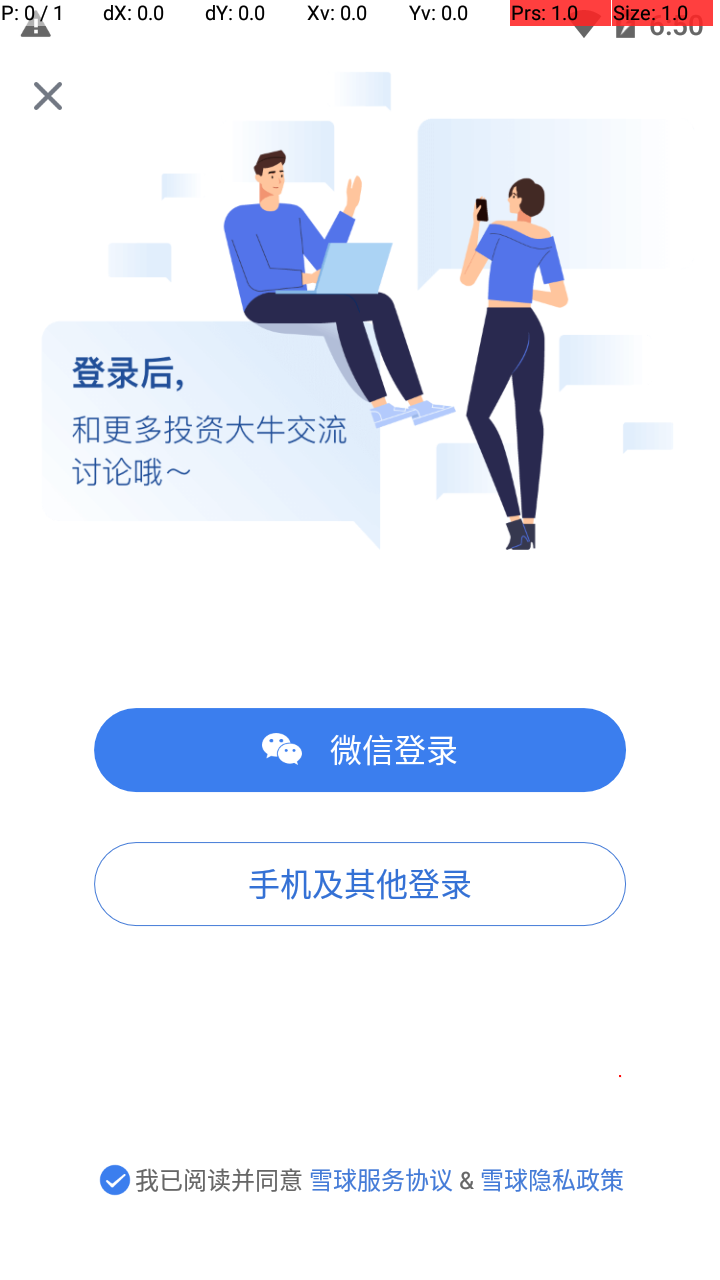 P: 0 / 1 dX: 0.0 dY: 0.0 Xv: 0.0 Yv: 0.0 Prs: 1.0 Size: 1.0
6:50
登录后,
和更多投资大牛交流
讨论哦～
微信登录
手机及其他登录
我已阅读并同意 雪球服务协议 & 雪球隐私政策